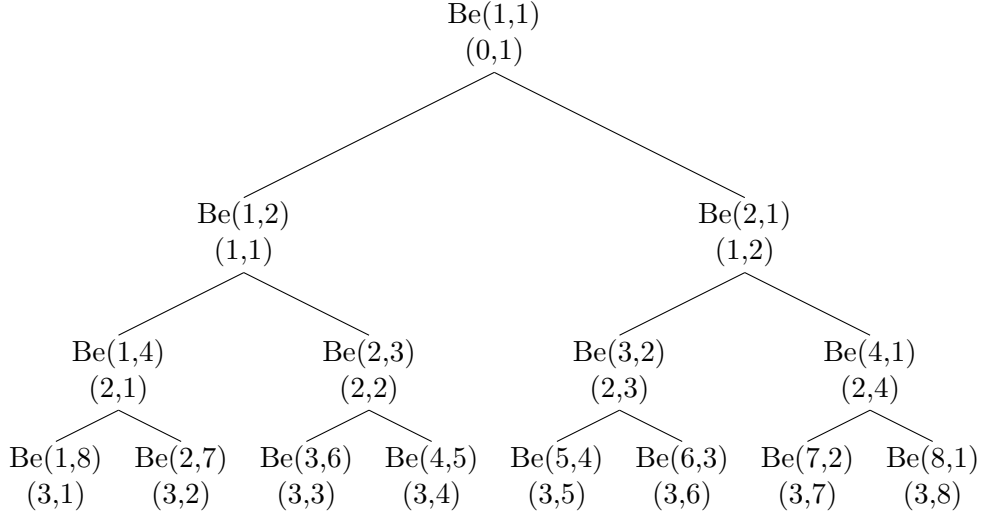 Be(1,1)
(0,1)
Be(1,2) Be(2,1)
(1,1) (1,2)
Be(1,4) Be(2,3) Be(3,2) Be(4,1)
(2,1) (2,2) (2,3) (2,4)
Be(1,8) Be(2,7) Be(3,6) Be(4,5) Be(5,4) Be(6,3) Be(7,2) Be(8,1)
(3,1) (3,2) (3,3) (3,4) (3,5) (3,6) (3,7) (3,8)